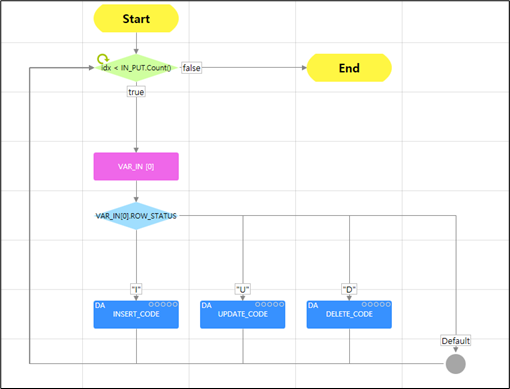 Start
idx < IN_PUT.Count()
false
End
true
VAR_IN [0]
VAR_IN[0].ROW_STATUS
"I"
"U"
"D"
DA
INSERT_CODE
DA
UPDATE_CODE
DA
DELETE_CODE
Default